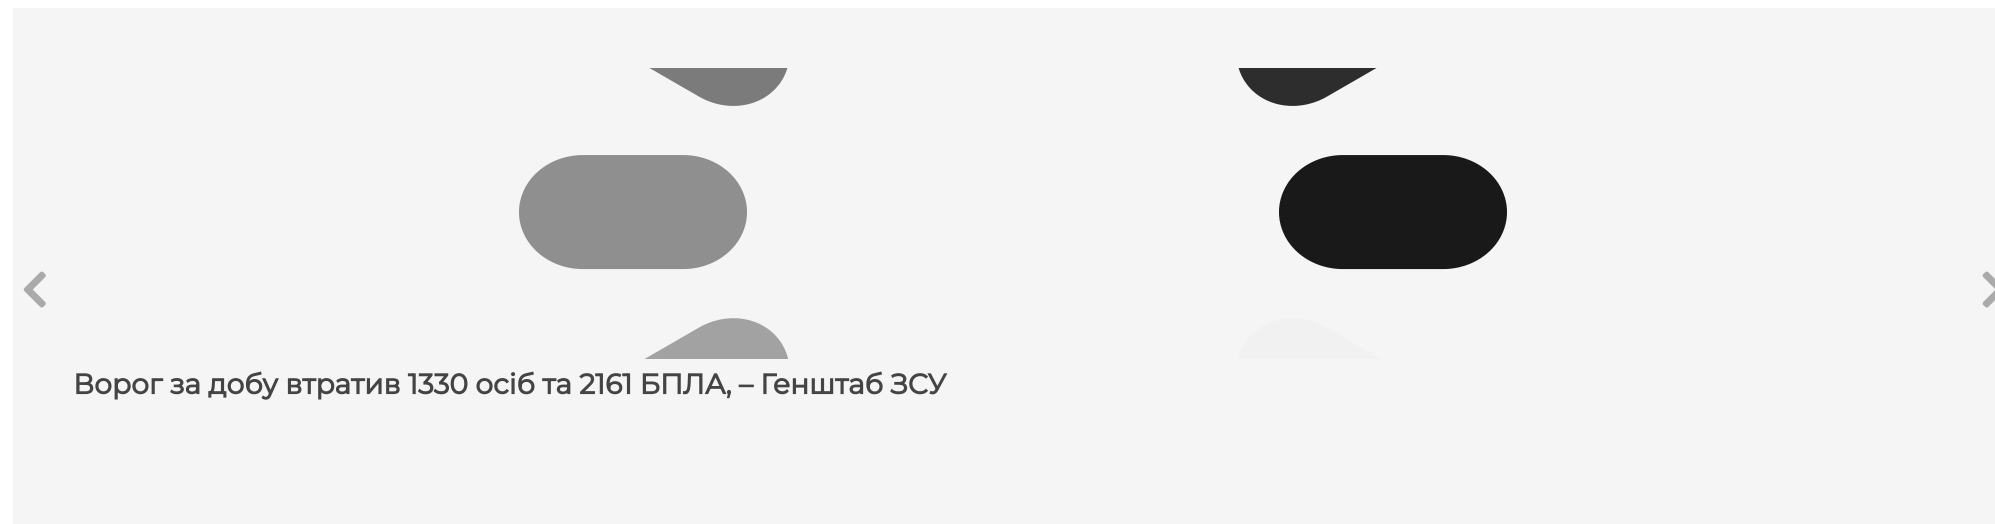 Ворог за добу втратив 1330 осіб та 2161 БПЛА, – Генштаб ЗСУ